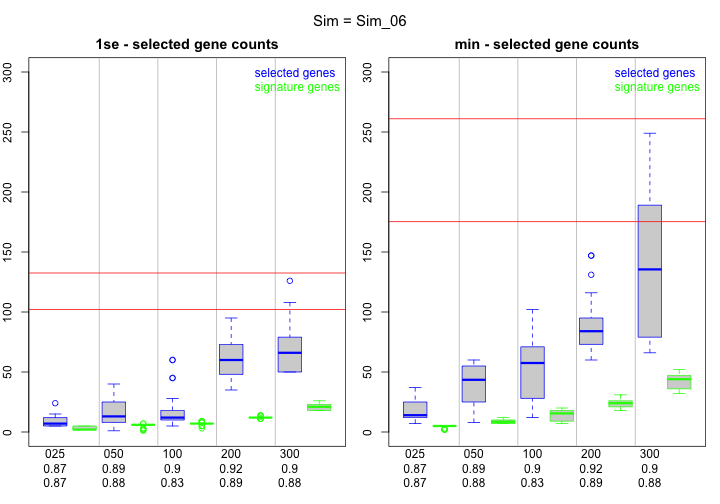 Sim = Sim_06
1se - selected gene counts
300
250
200
150
100
50
0
selected genes
signature genes
025 050 100 200 300
0.87 0.89 0.9 0.92 0.9
0.87 0.88 0.83 0.89 0.88
min - selected gene counts
300
250
200
150
100
50
0
selected genes
signature genes
025 050 100 200 300
0.87 0.89 0.9 0.92 0.9
0.87 0.88 0.83 0.89 0.88